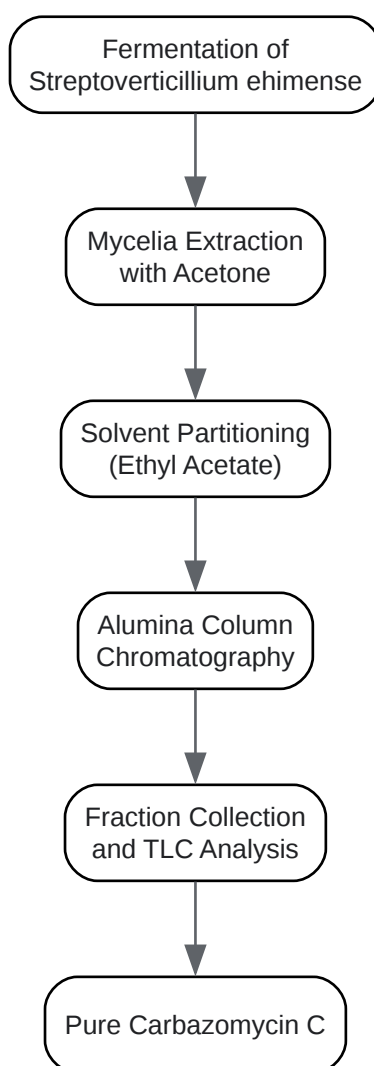 Fermentation of
Streptoverticillium ehimense
Mycelia Extraction
with Acetone
Solvent Partitioning
(Ethyl Acetate)
Alumina Column
Chromatography
Fraction Collection
and TLC Analysis
Pure Carbazomycin C